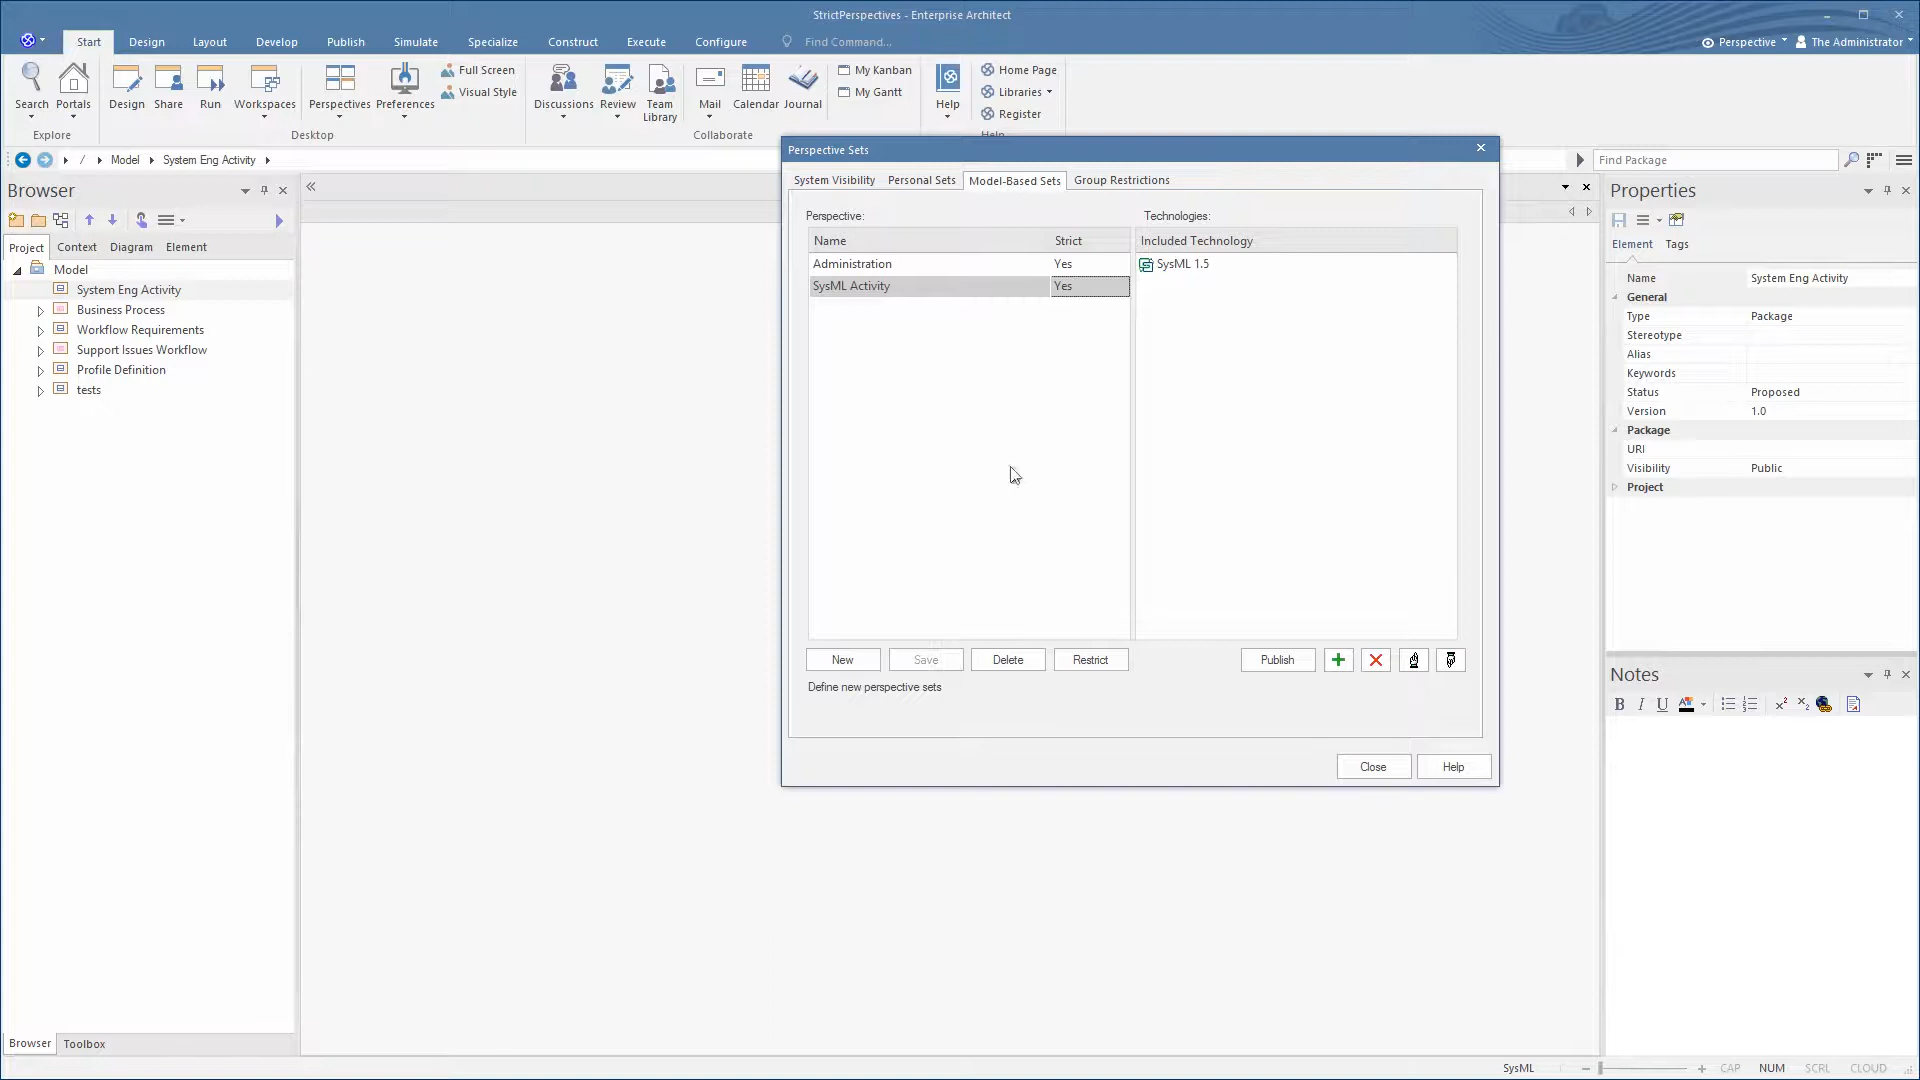 StrictPerspectives - Enterprise Architect
Start Design Layout Develop Publish Simulate Specialize Construct Execute Configure Find Command... Perspective The Administrator
Full Screen My Kanban Home Page
Visual Style My Gantt Libraries
Search Portals Design Share Run Workspaces Perspectives Preferences Discussions Review Team Library Mail Calendar Journal Help Register
Explore Desktop Collaborate Help
/ Model System Eng Activity Find Package
Perspective Sets
System Visibility Personal Sets Model-Based Sets Group Restrictions
Perspective: Technologies:
Name Strict Included Technology
Administration Yes SysML 1.5
SysML Activity Yes
New Save Delete Restrict Publish
Define new perspective sets
Close Help
Browser
Project Context Diagram Element
Model
System Eng Activity
Business Process
Workflow Requirements
Support Issues Workflow
Profile Definition
tests
Browser Toolbox
Properties
Element Tags
Name System Eng Activity
General
Type Package
Stereotype
Alias
Keywords
Status Proposed
Version 1.0
Package
URI
Visibility Public
Project
Notes
B I U A x² x₂
SysML CAP NUM SCRL CLOUD